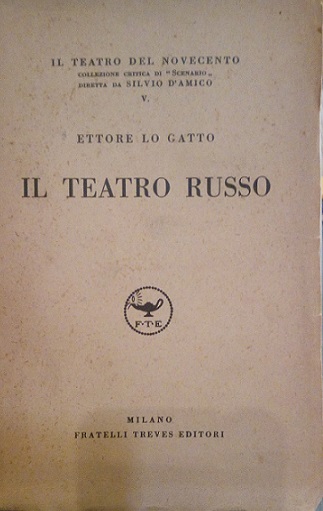 IL TEATRO DEL NOVECENTO
COLLEZIONE CRITICA DI "SCENARIO„
DIRETTA DA SILVIO D'AMICO
V.
ETTORE LO GATTO
IL TEATRO RUSSO
F·T·E
MILANO
FRATELLI TREVES EDITORI